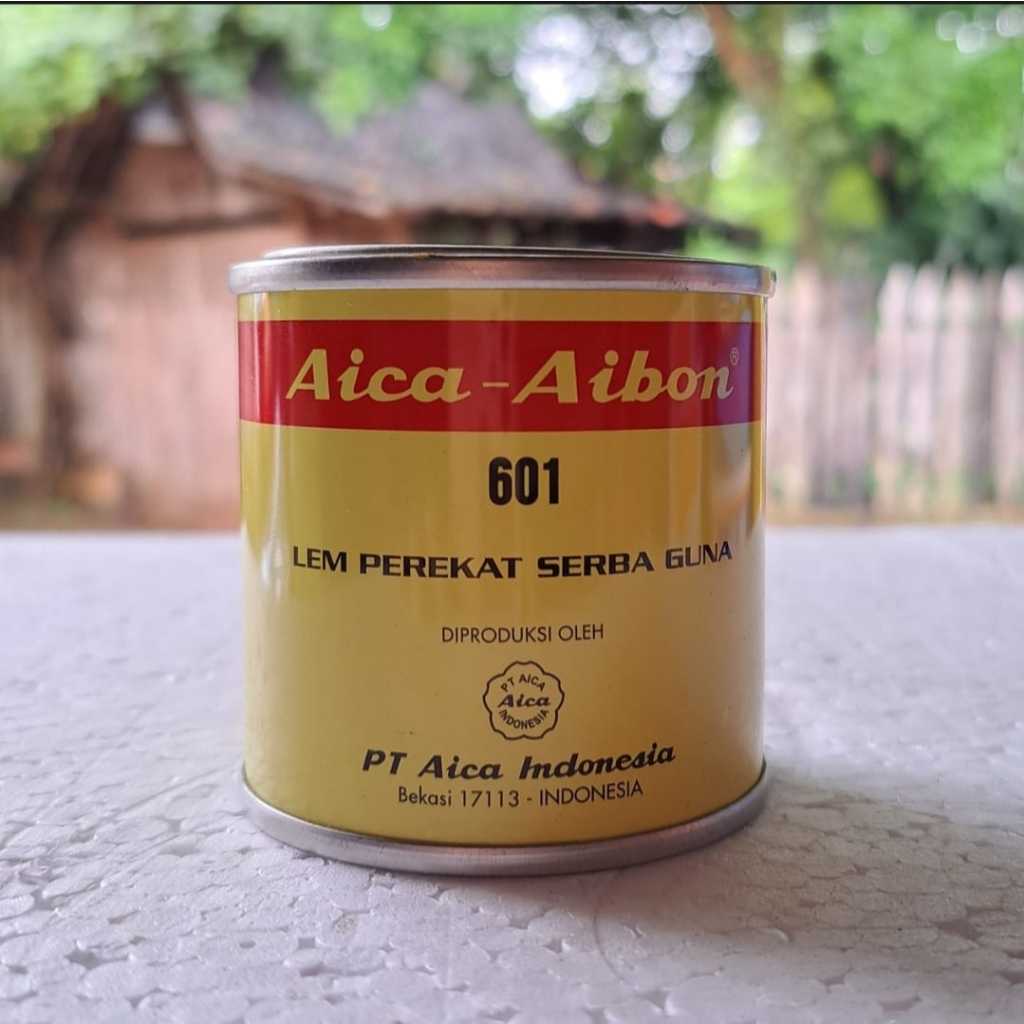 Aica-Aibon®
601
LEM PEREKAT SERBA GUNA
DIPRODUKSI OLEH
PT AICA
Aica
INDONESIA
PT Aica Indonesia
Bekasi 17113 - INDONESIA